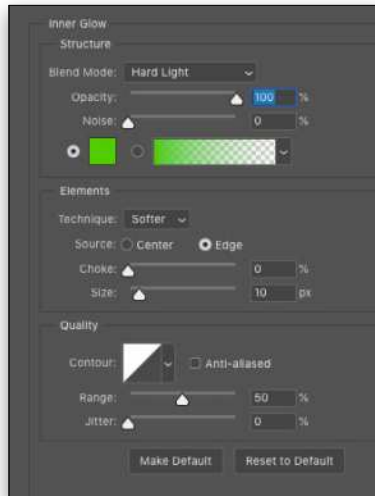 Inner Glow
Structure
Blend Mode: Hard Light
Opacity: 100 %
Noise: 0 %
Elements
Technique: Softer
Source: Center Edge
Choke: 0 %
Size: 10 px
Quality
Contour: Anti-aliased
Range: 50 %
Jitter: 0 %
Make Default Reset to Default